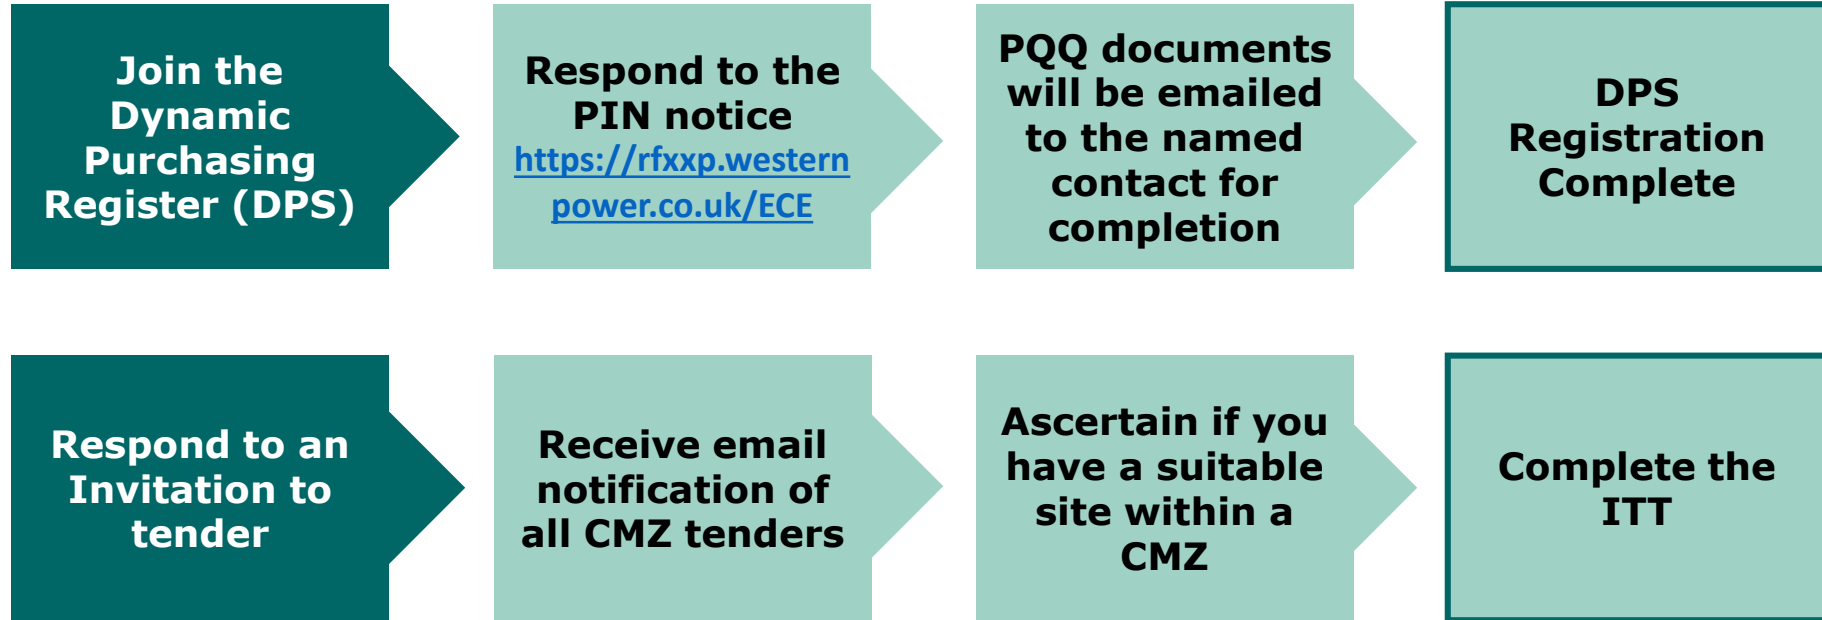 Join the
Dynamic
Purchasing
Register (DPS)
Respond to the
PIN notice
https://rfxxp.western
power.co.uk/ECE
PQQ documents
will be emailed
to the named
contact for
completion
DPS
Registration
Complete
Respond to an
Invitation to
tender
Receive email
notification of
all CMZ tenders
Ascertain if you
have a suitable
site within a
CMZ
Complete the
ITT